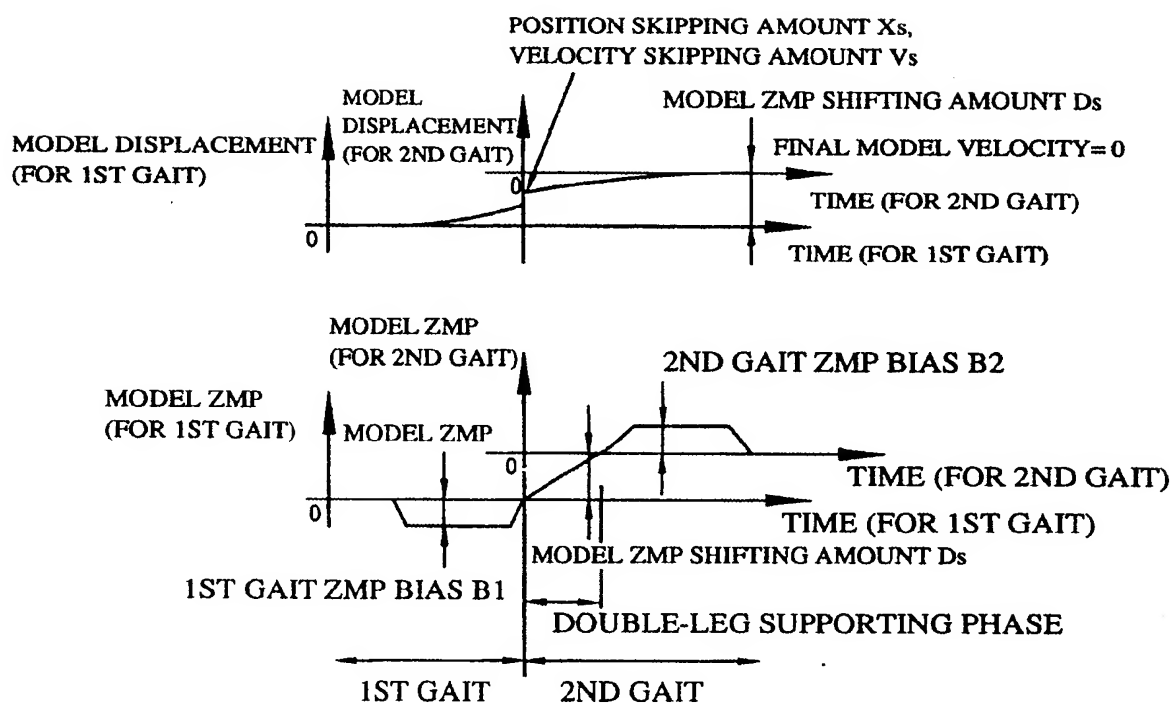 POSITION SKIPPING AMOUNT Xs,
VELOCITY SKIPPING AMOUNT Vs
MODEL
DISPLACEMENT
(FOR 2ND GAIT)
MODEL ZMP SHIFTING AMOUNT Ds
MODEL DISPLACEMENT
(FOR 1ST GAIT)
FINAL MODEL VELOCITY=0
0
TIME (FOR 2ND GAIT)
0
TIME (FOR 1ST GAIT)
MODEL ZMP
(FOR 2ND GAIT)
2ND GAIT ZMP BIAS B2
MODEL ZMP
(FOR 1ST GAIT)
MODEL ZMP
0
TIME (FOR 2ND GAIT)
0
TIME (FOR 1ST GAIT)
MODEL ZMP SHIFTING AMOUNT Ds
1ST GAIT ZMP BIAS B1
DOUBLE-LEG SUPPORTING PHASE
1ST GAIT
2ND GAIT